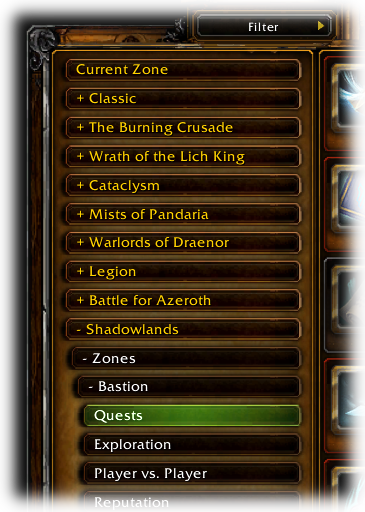 Filter
Current Zone
+ Classic
+ The Burning Crusade
+ Wrath of the Lich King
+ Cataclysm
+ Mists of Pandaria
+ Warlords of Draenor
+ Legion
+ Battle for Azeroth
- Shadowlands
- Zones
- Bastion
Quests
Exploration
Player vs. Player
Reputation